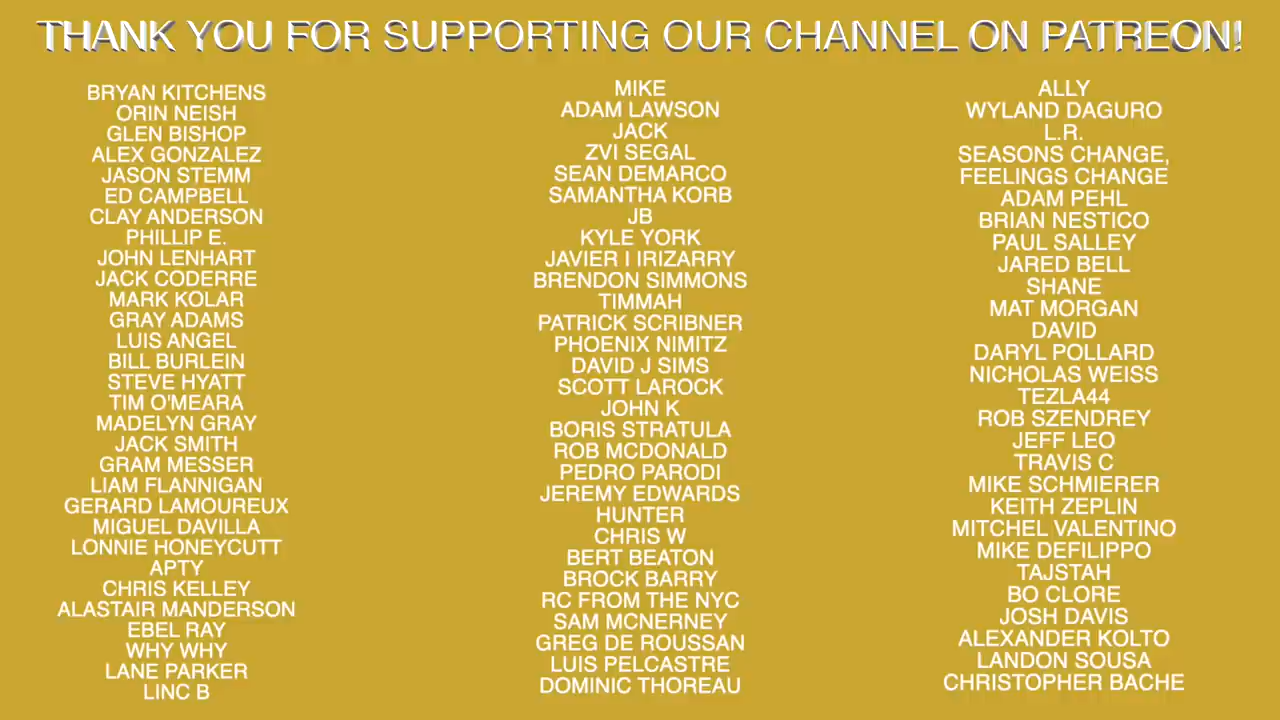 THANK YOU FOR SUPPORTING OUR CHANNEL ON PATREON!
BRYAN KITCHENS
ORIN NEISH
GLEN BISHOP
ALEX GONZALEZ
JASON STEMM
ED CAMPBELL
CLAY ANDERSON
PHILLIP E.
JOHN LENHART
JACK CODERRE
MARK KOLAR
GRAY ADAMS
LUIS ANGEL
BILL BURLEIN
STEVE HYATT
TIM O'MEARA
MADELYN GRAY
JACK SMITH
GRAM MESSER
LIAM FLANNIGAN
GERARD LAMOUREUX
MIGUEL DAVILLA
LONNIE HONEYCUTT
APTY
CHRIS KELLEY
ALASTAIR MANDERSON
EBEL RAY
WHY WHY
LANE PARKER
LINC B
MIKE
ADAM LAWSON
JACK
ZVI SEGAL
SEAN DEMARCO
SAMANTHA KORB
JB
KYLE YORK
JAVIER I IRIZARRY
BRENDON SIMMONS
TIMMAH
PATRICK SCRIBNER
PHOENIX NIMITZ
DAVID J SIMS
SCOTT LAROCK
JOHN K
BORIS STRATULA
ROB MCDONALD
PEDRO PARODI
JEREMY EDWARDS
HUNTER
CHRIS W
BERT BEATON
BROCK BARRY
RC FROM THE NYC
SAM MCNERNEY
GREG DE ROUSSAN
LUIS PELCASTRE
DOMINIC THOREAU
ALLY
WYLAND DAGURO
L.R.
SEASONS CHANGE,
FEELINGS CHANGE
ADAM PEHL
BRIAN NESTICO
PAUL SALLEY
JARED BELL
SHANE
MAT MORGAN
DAVID
DARYL POLLARD
NICHOLAS WEISS
TEZLA44
ROB SZENDREY
JEFF LEO
TRAVIS C
MIKE SCHMIERER
KEITH ZEPLIN
MITCHEL VALENTINO
MIKE DEFILIPPO
TAJSTAH
BO CLORE
JOSH DAVIS
ALEXANDER KOLTO
LANDON SOUSA
CHRISTOPHER BACHE